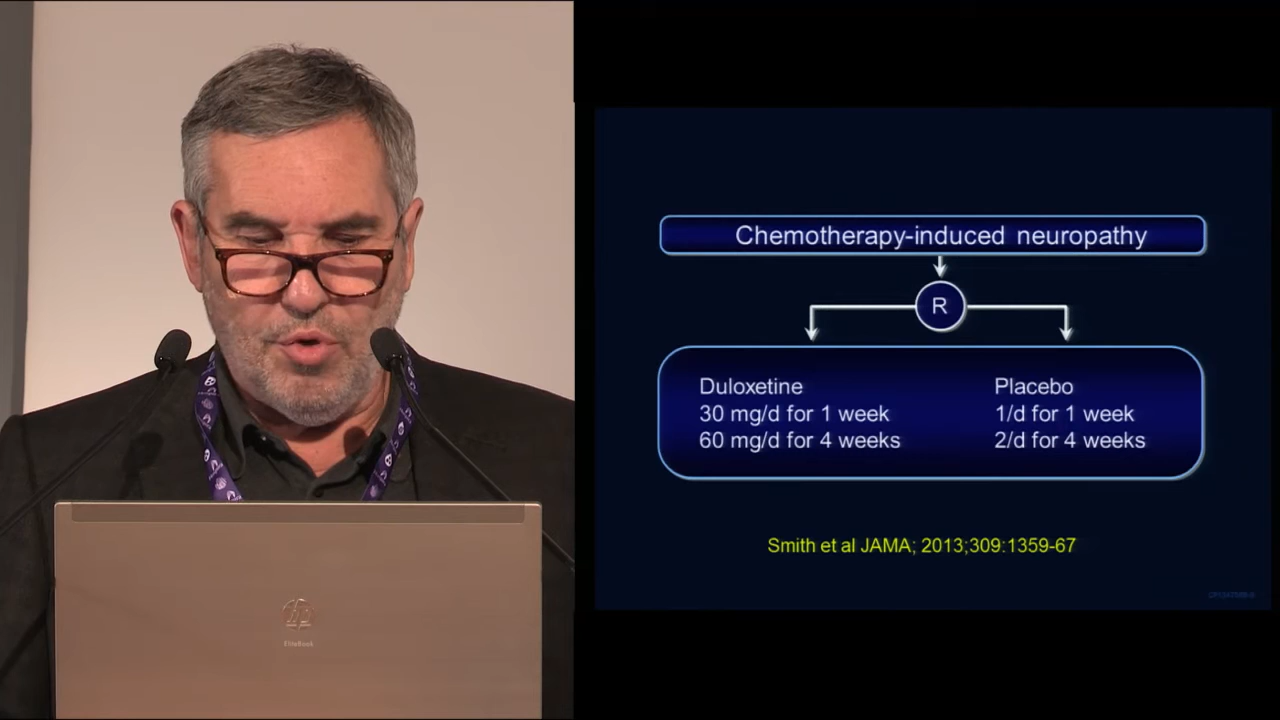 Chemotherapy-induced neuropathy
R
Duloxetine
30 mg/d for 1 week
60 mg/d for 4 weeks
Placebo
1/d for 1 week
2/d for 4 weeks
Smith et al JAMA; 2013;309:1359-67
EliteBook